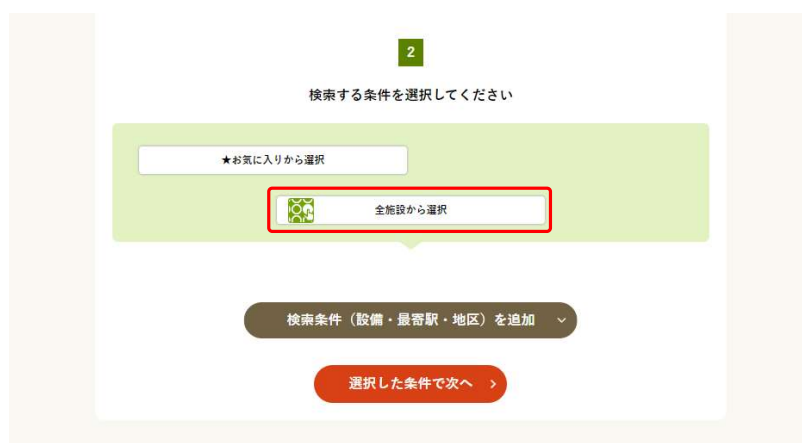 2
検索する条件を選択してください
★お気に入りから選択
全施設から選択
検索条件（設備・最寄駅・地区）を追加
選択した条件で次へ